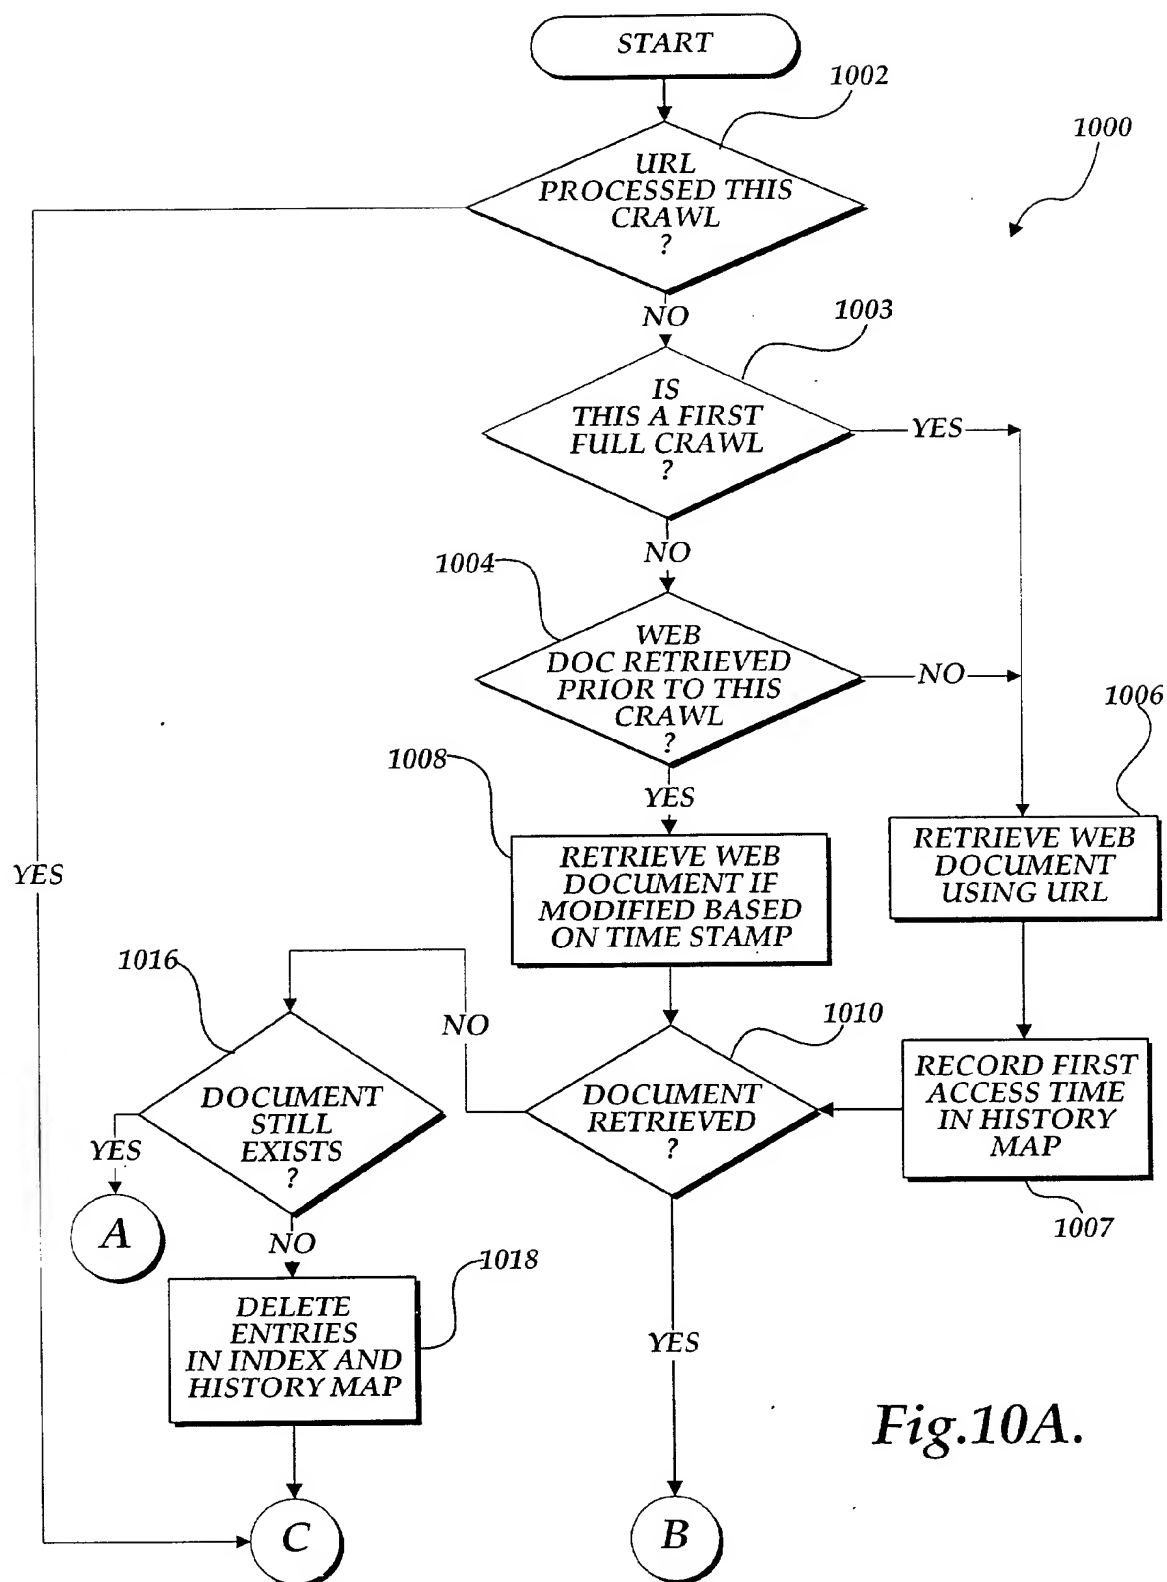 START
1002
1000
URL
PROCESSED THIS
CRAWL
?
NO
1003
IS
THIS A FIRST
FULL CRAWL
?
YES
NO
1004
WEB
DOC RETRIEVED
PRIOR TO THIS
CRAWL
?
NO
1006
1008
YES
YES
RETRIEVE WEB
DOCUMENT IF
MODIFIED BASED
ON TIME STAMP
RETRIEVE WEB
DOCUMENT
USING URL
1016
NO
1010
DOCUMENT
STILL
EXISTS
?
DOCUMENT
RETRIEVED
?
RECORD FIRST
ACCESS TIME
IN HISTORY
MAP
YES
A
1007
NO
1018
DELETE
ENTRIES
IN INDEX AND
HISTORY MAP
YES
Fig.10A.
C
B